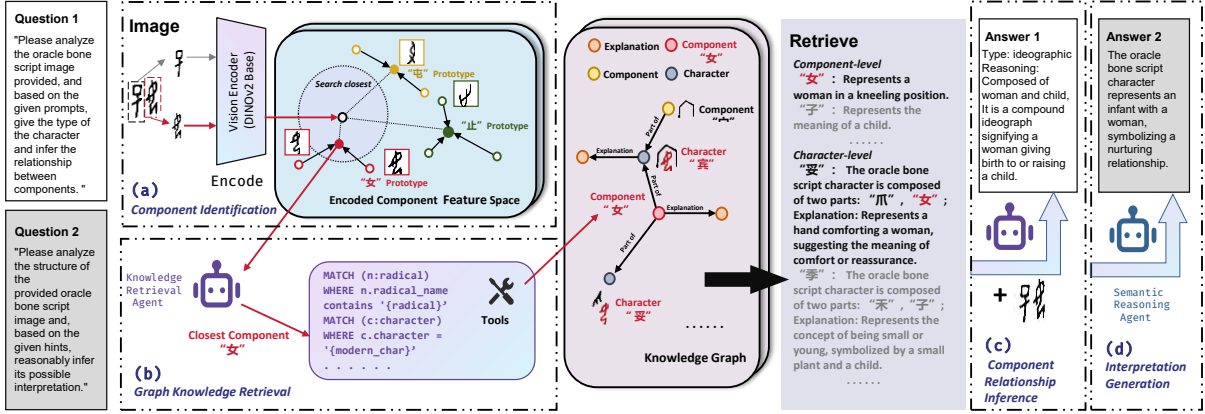 Question 1
"Please analyze
the oracle bone
script image
provided, and
based on the
given prompts,
give the type of
the character
and infer the
relationship
between
components. "
Question 2
"Please analyze
the structure of
the
provided oracle
bone script
image and,
based on the
given hints,
reasonably infer
its possible
interpretation."
Image
Vision Encoder
(DINOv2 Base)
Encode
Search closest
“屯” Prototype
“止” Prototype
“女” Prototype
Encoded Component Feature Space
(a)
Component Identification
Knowledge
Retrieval
Agent
Closest Component
“女”
MATCH (n:radical)
WHERE n.radical_name
contains '{radical}’
MATCH (c:character)
WHERE c.character =
'{modern_char}’
. . . . . .
Tools
(b)
Graph Knowledge Retrieval
Explanation
Component
“女”
Component
Character
Component
“宀”
Part of
Explanation
Character
“宾”
Part of
Component
“女”
Explanation
Part of
Character
“妥”
......
Knowledge Graph
Retrieve
Component-level
“女” : Represents a
woman in a kneeling position.
“子” : Represents the
meaning of a child.
......
Character-level
“妥” : The oracle bone
script character is composed
of two parts: “爪” , “女” ;
Explanation: Represents a
hand comforting a woman,
suggesting the meaning of
comfort or reassurance.
“季” : The oracle bone
script character is composed
of two parts: “禾” , “子” ;
Explanation: Represents the
concept of being small or
young, symbolized by a small
plant and a child.
......
Answer 1
Type: ideographic
Reasoning:
Composed of
woman and child,
It is a compound
ideograph
signifying a
woman giving
birth to or raising
a child.
+
(c)
Component
Relationship
Inference
Answer 2
The oracle
bone script
character
represents an
infant with a
woman,
symbolizing a
nurturing
relationship.
Semantic
Reasoning
Agent
(d)
Interpretation
Generation